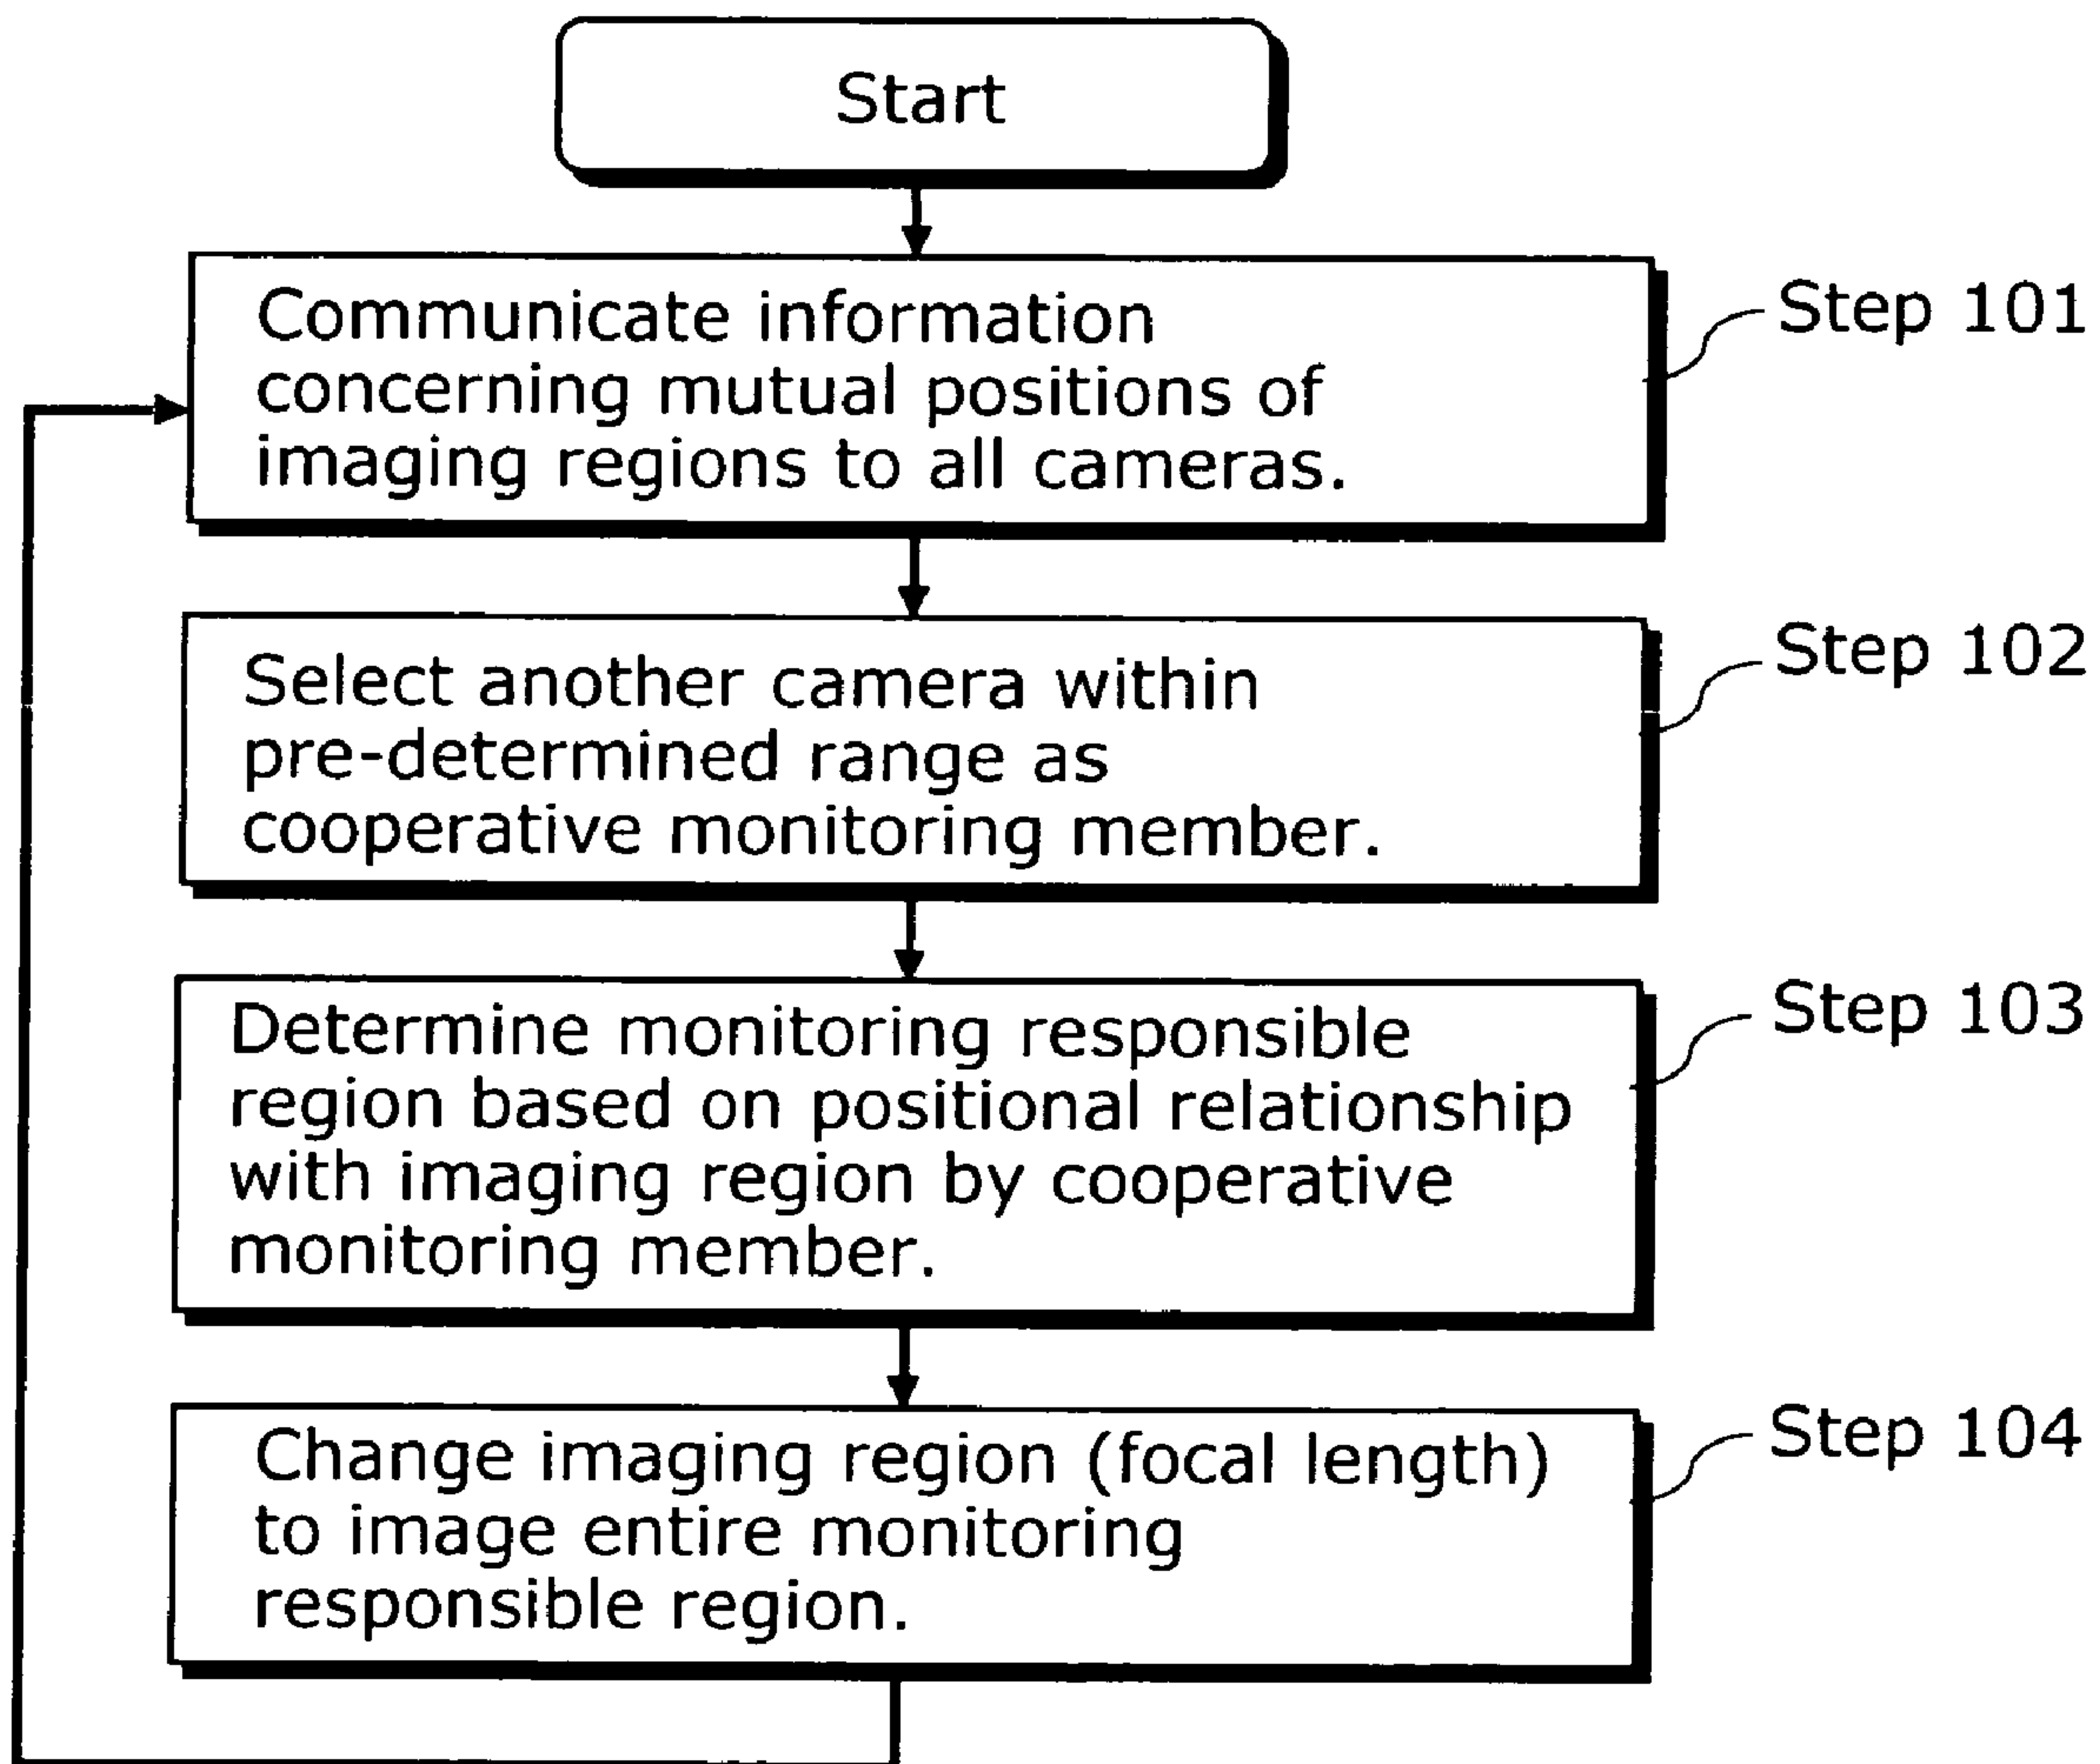 Start
Communicate information
concerning mutual positions of
imaging regions to all cameras.
Step 101
Select another camera within
pre-determined range as
cooperative monitoring member.
Step 102
Determine monitoring responsible
region based on positional relationship
with imaging region by cooperative
monitoring member.
Step 103
Change imaging region (focal length)
to image entire monitoring
responsible region.
Step 104